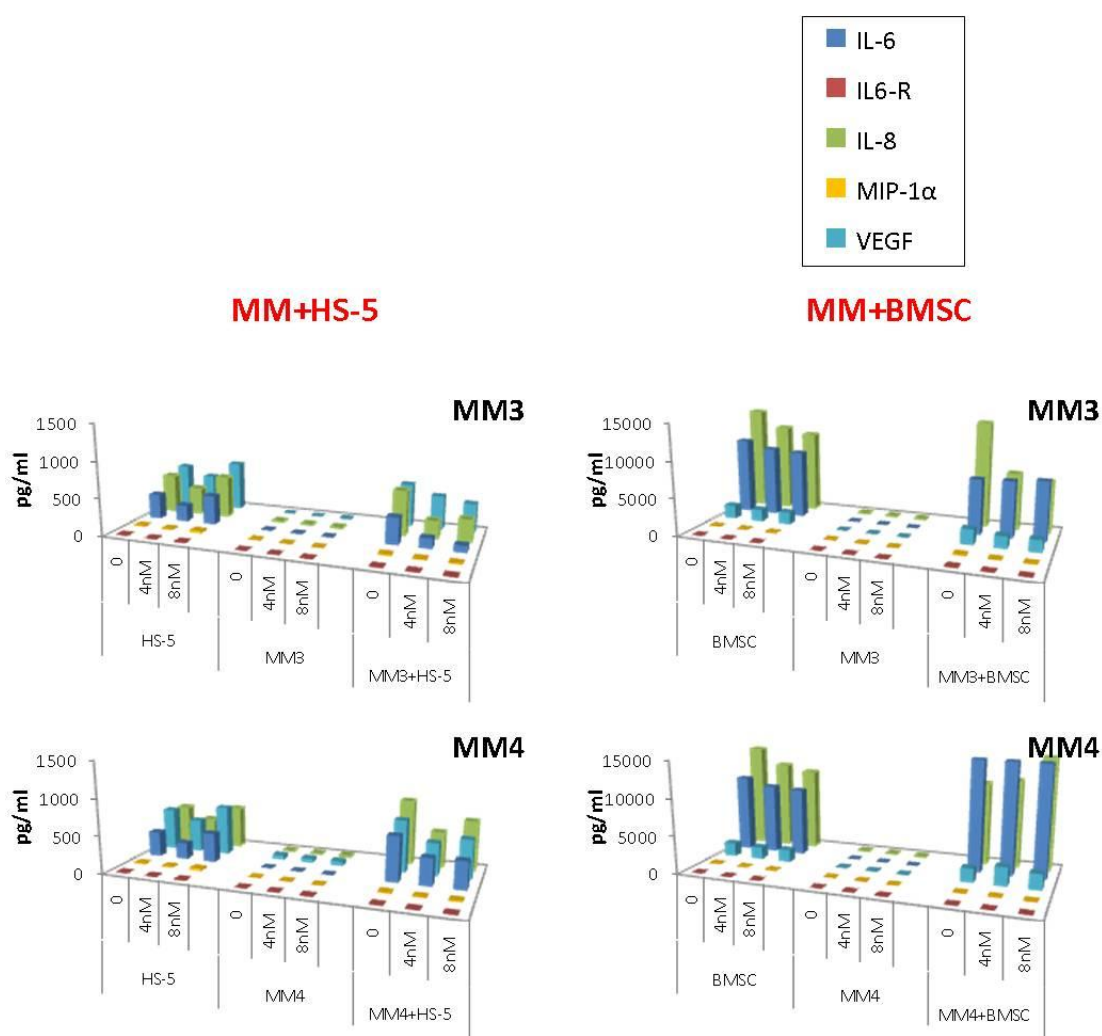 IL-6
IL6-R
IL-8
MIP-1α
VEGF
MM+HS-5
MM+BMSC
MM3
1500
1000
500
0
pg/ml
0
4nM
8nM
0
4nM
8nM
0
4nM
8nM
HS-5
MM3
MM3+HS-5
MM3
15000
10000
5000
0
pg/ml
0
4nM
8nM
0
4nM
8nM
0
4nM
8nM
BMSC
MM3
MM3+BMSC
MM4
1500
1000
500
0
pg/ml
0
4nM
8nM
0
4nM
8nM
0
4nM
8nM
HS-5
MM4
MM4+HS-5
MM4
15000
10000
5000
0
pg/ml
0
4nM
8nM
0
4nM
8nM
0
4nM
8nM
BMSC
MM4
MM4+BMSC